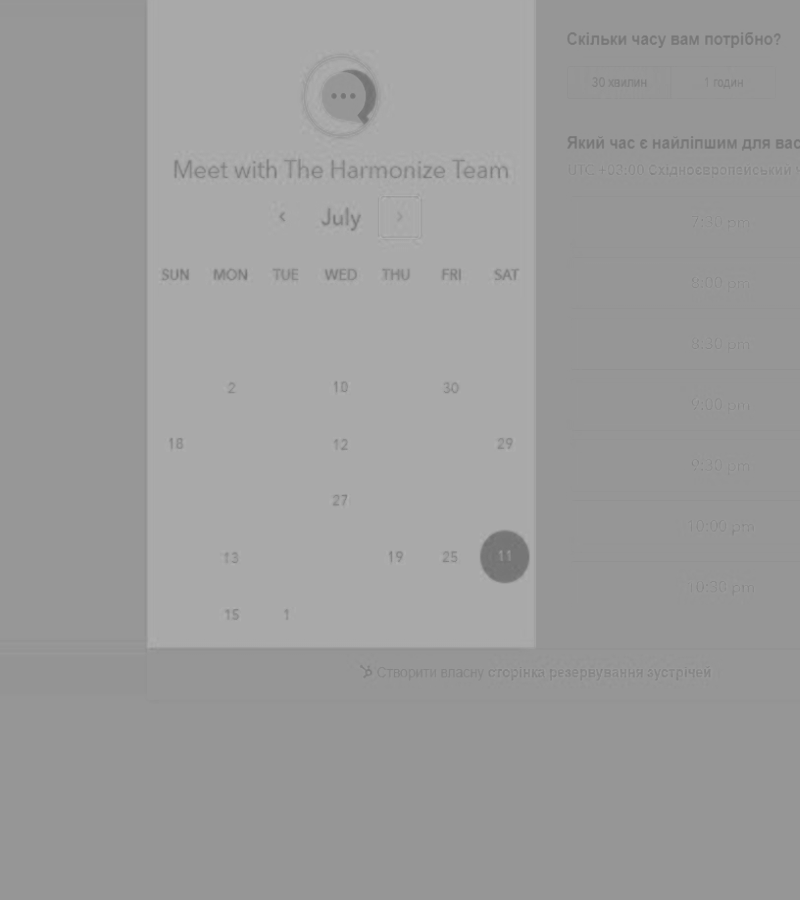 Meet with The Harmonize Team
July
SUN MON TUE WED THU FRI SAT
2 10 30
18 12 29
27
13 19 25 11
15 1
Скільки часу вам потрібно?
30 хвилин 1 годин
Який час є найліпшим для вас
UTC +03:00 Східноєвропейський ч
7:30 pm
8:00 pm
8:30 pm
9:00 pm
9:30 pm
10:00 pm
10:30 pm
Створити власну сторінка резервування зустрічей